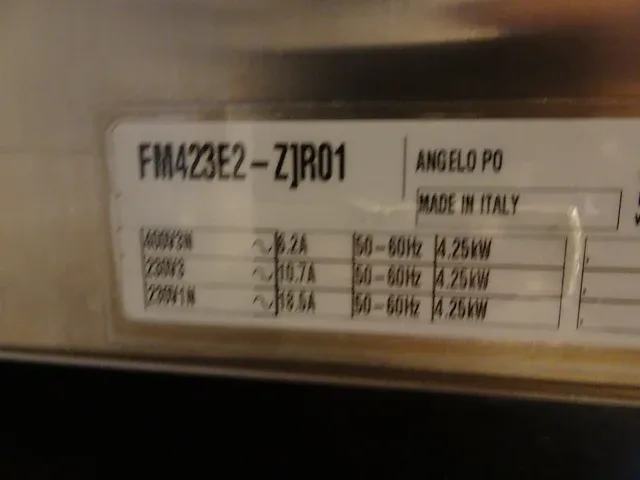 FM423E2-Z]R01
ANGELO PO
MADE IN ITALY
400V3N ~ 6.2A 50-60Hz 4.25kW
230V3 ~ 10.7A 50-60Hz 4.25kW
230V1N ~ 18.5A 50-60Hz 4.25kW